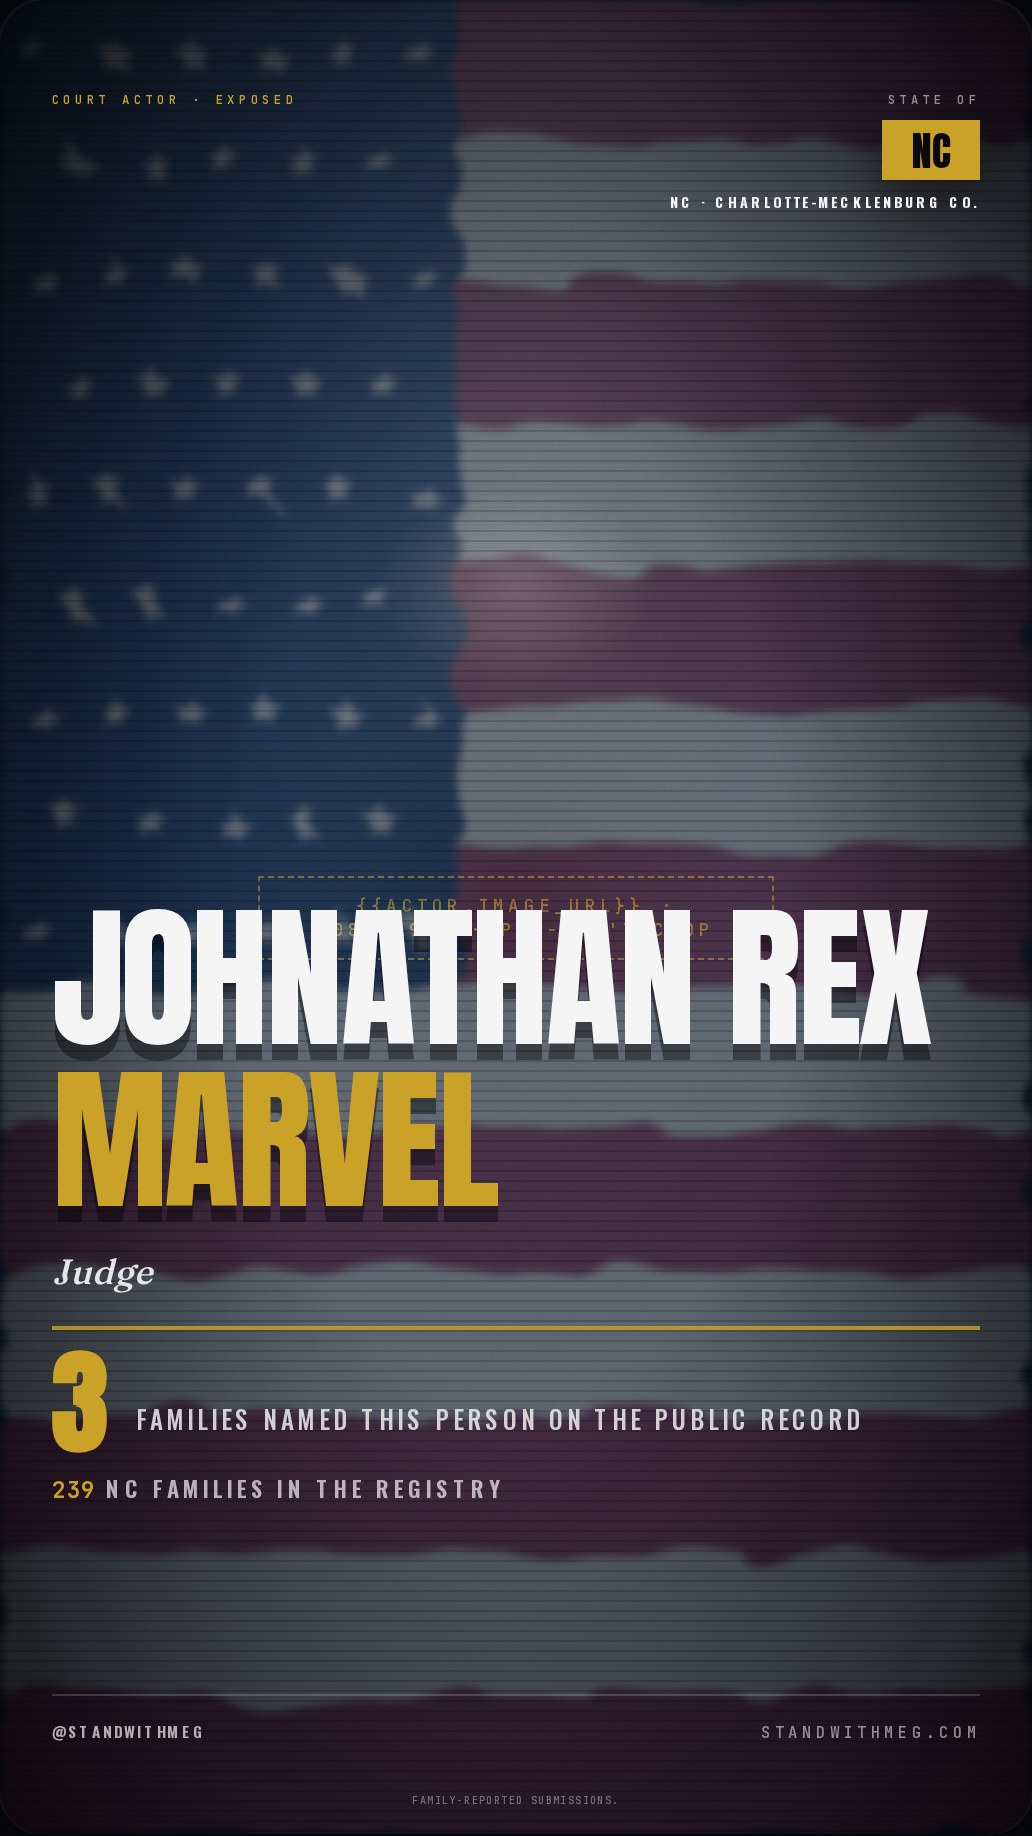 COURT ACTOR · EXPOSED
STATE OF
NC
NC · CHARLOTTE-MECKLENBURG CO.
{{ACTOR_IMAGE_URL}} ·
JOHNATHAN REX
MARVEL
Judge
3 FAMILIES NAMED THIS PERSON ON THE PUBLIC RECORD
239 NC FAMILIES IN THE REGISTRY
@STANDWITHMEG
STANDWITHMEG.COM
FAMILY-REPORTED SUBMISSIONS.